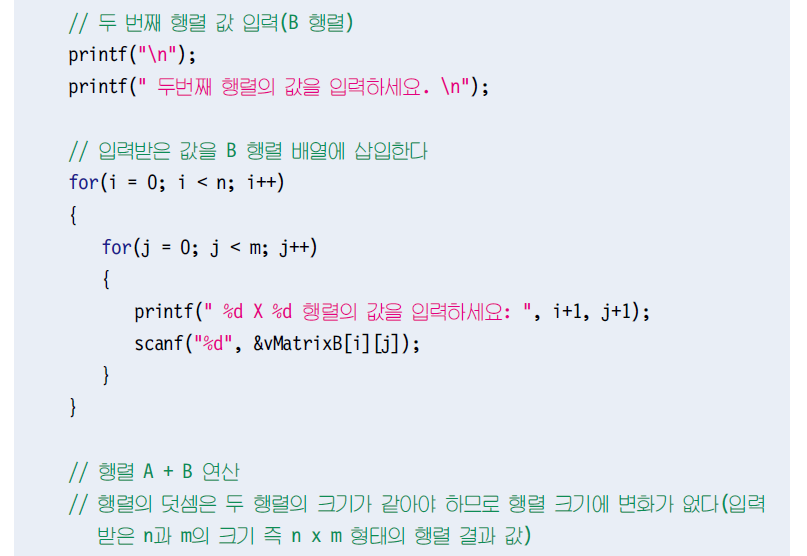 // 두 번째 행렬 값 입력(B 행렬)
printf("\n");
printf(" 두번째 행렬의 값을 입력하세요. \n");
// 입력받은 값을 B 행렬 배열에 삽입한다
for(i = 0; i < n; i++)
{
for(j = 0; j < m; j++)
{
printf(" %d X %d 행렬의 값을 입력하세요: ", i+1, j+1);
scanf("%d", &vMatrixB[i][j]);
}
}
// 행렬 A + B 연산
// 행렬의 덧셈은 두 행렬의 크기가 같아야 하므로 행렬 크기에 변화가 없다(입력
받은 n과 m의 크기 즉 n x m 형태의 행렬 결과 값)